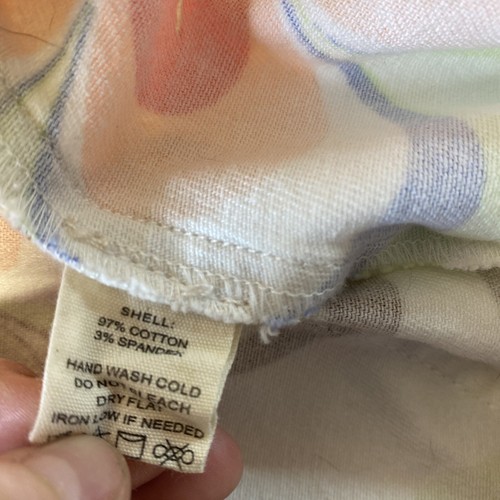 SHELL:
97% COTTON
3% SPANDEX
HAND WASH COLD
DO NOT BLEACH
DRY FLAT
IRON LOW IF NEEDED